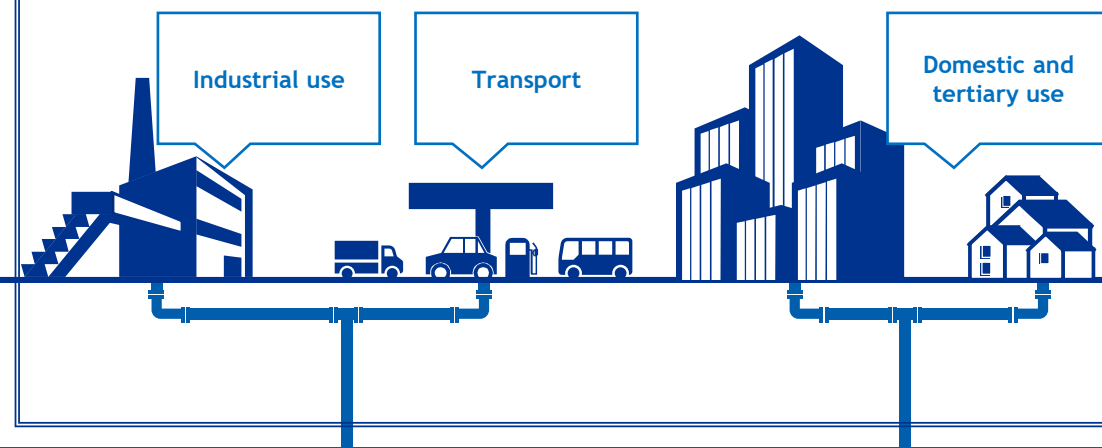 Industrial use
Transport
Domestic and
tertiary use